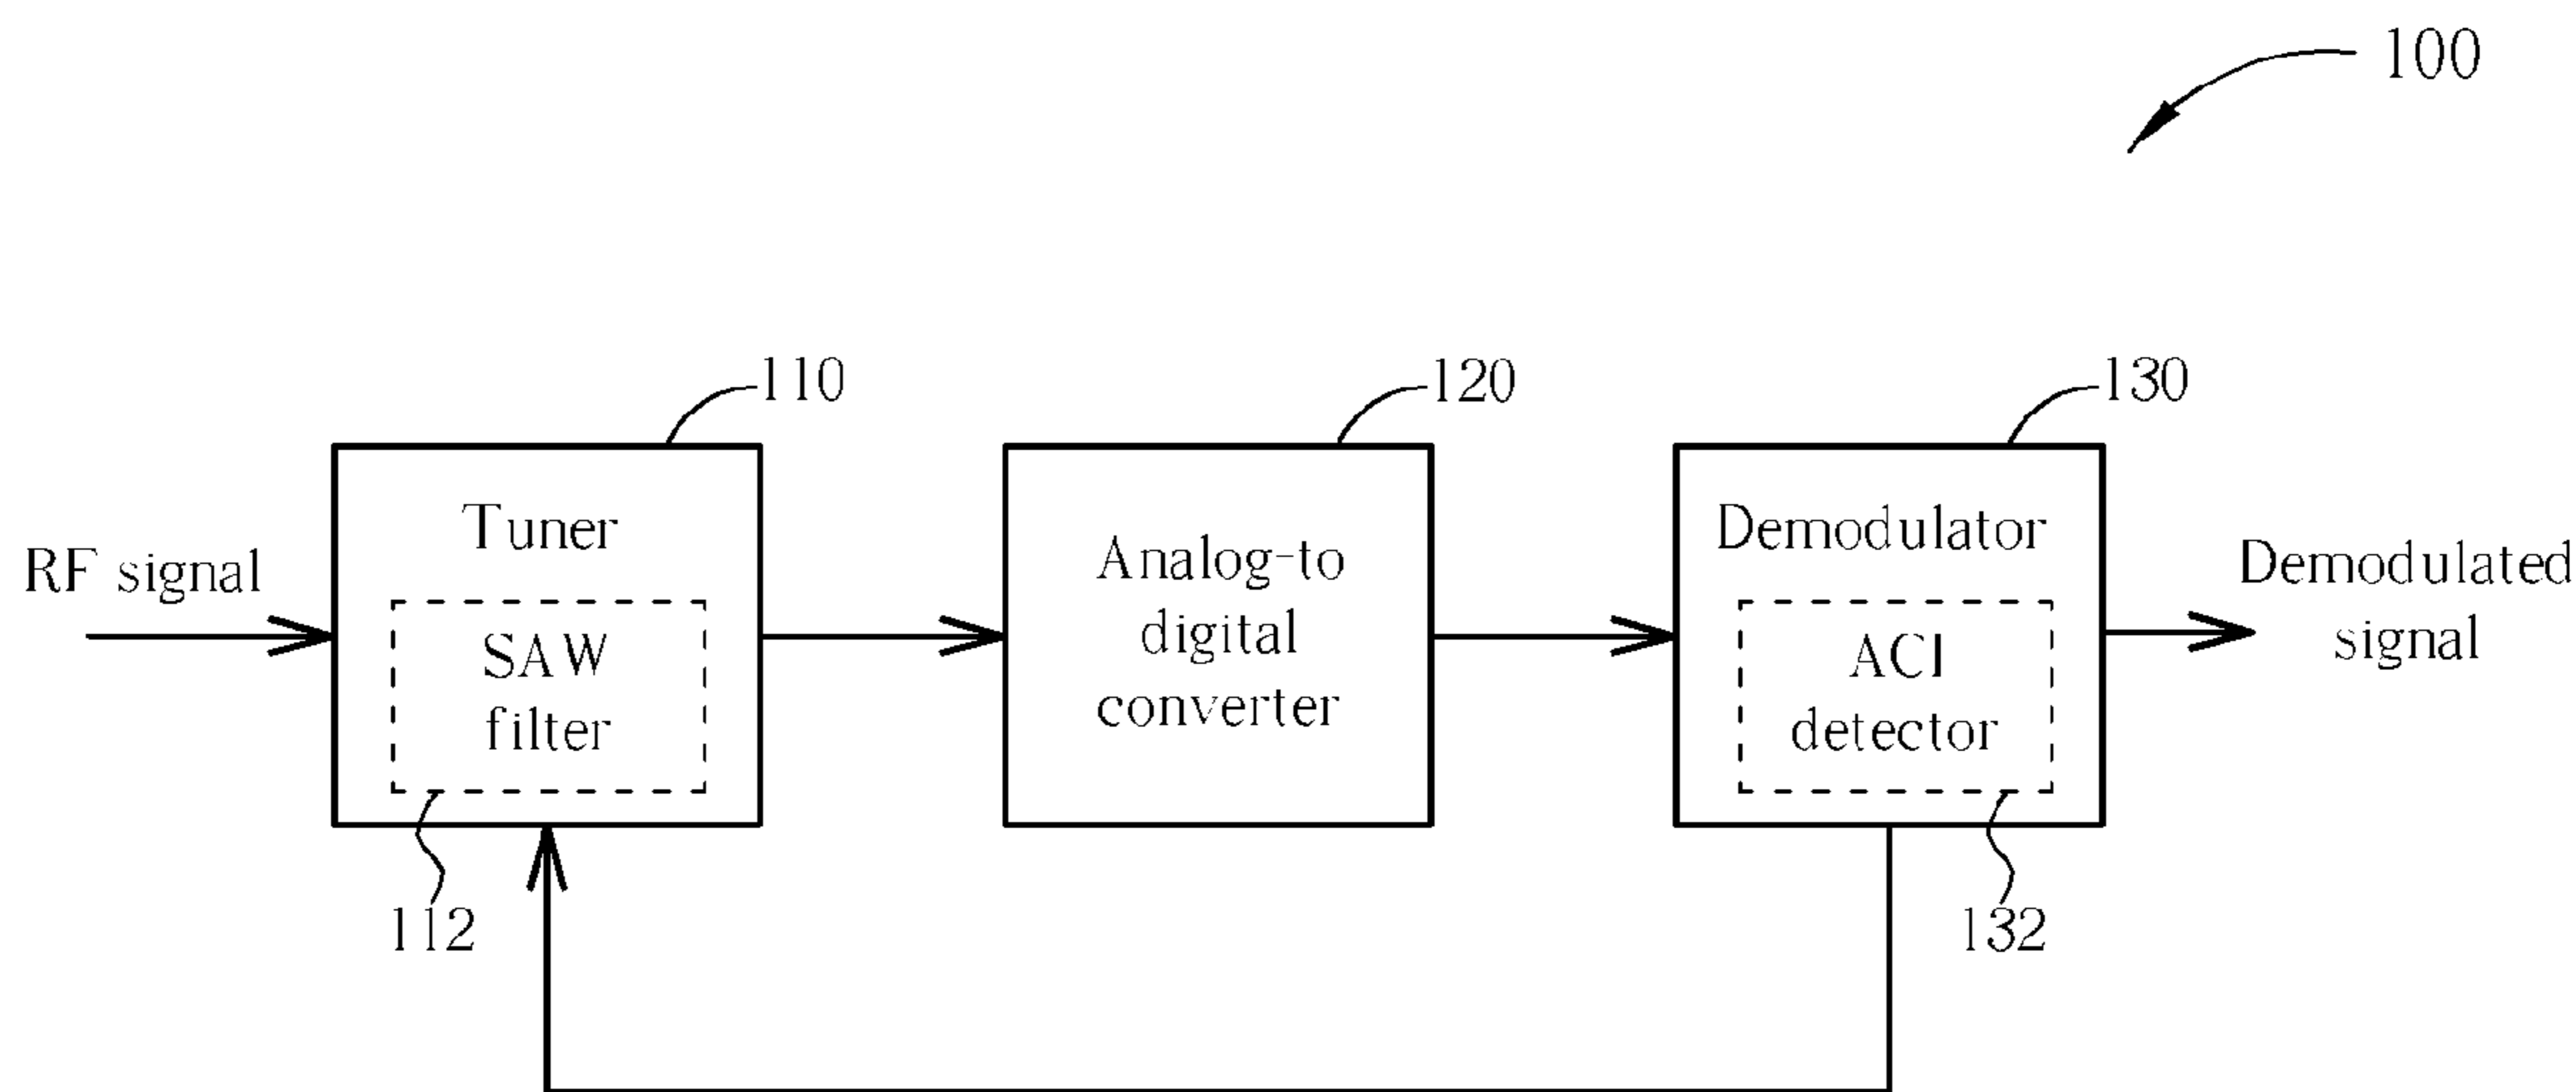 100
110
120
130
RF signal
Tuner
SAW
filter
Analog-to
digital
converter
Demodulator
ACI
detector
Demodulated
signal
112
132